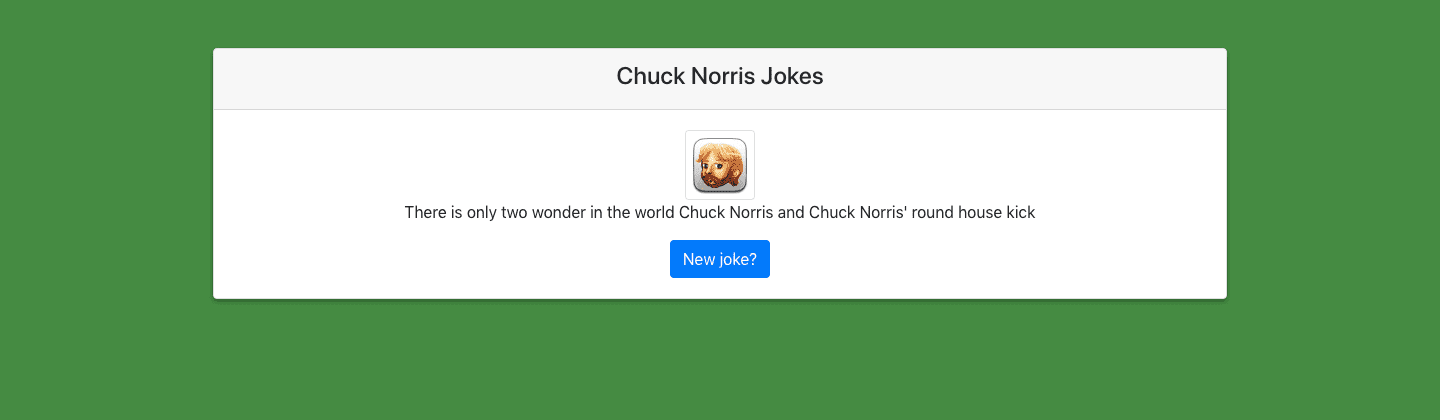 Chuck Norris Jokes
There is only two wonder in the world Chuck Norris and Chuck Norris' round house kick
New joke?